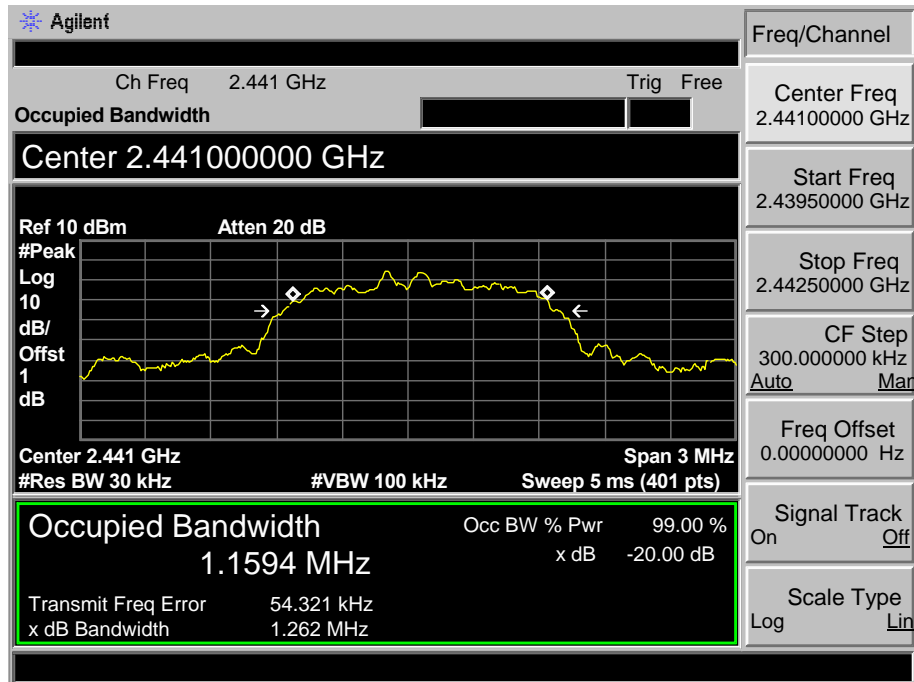 Agilent
Freq/Channel
Ch Freq 2.441 GHz Trig Free
Occupied Bandwidth
Center 2.441000000 GHz
Ref 10 dBm Atten 20 dB
#Peak
Log
10
dB/
Offst
1
dB
Center 2.441 GHz Span 3 MHz
#Res BW 30 kHz #VBW 100 kHz Sweep 5 ms (401 pts)
Occupied Bandwidth Occ BW % Pwr 99.00 %
1.1594 MHz x dB -20.00 dB
Transmit Freq Error 54.321 kHz
x dB Bandwidth 1.262 MHz
Center Freq
2.44100000 GHz
Start Freq
2.43950000 GHz
Stop Freq
2.44250000 GHz
CF Step
300.000000 kHz
Auto Mar
Freq Offset
0.00000000 Hz
Signal Track
On Off
Scale Type
Log Lin